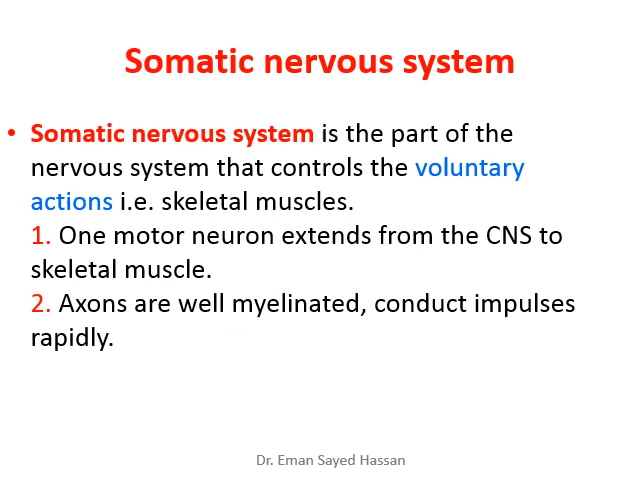 Somatic nervous system
• Somatic nervous system is the part of the
nervous system that controls the voluntary
actions i.e. skeletal muscles.
1. One motor neuron extends from the CNS to
skeletal muscle.
2. Axons are well myelinated, conduct impulses
rapidly.
Dr. Eman Sayed Hassan